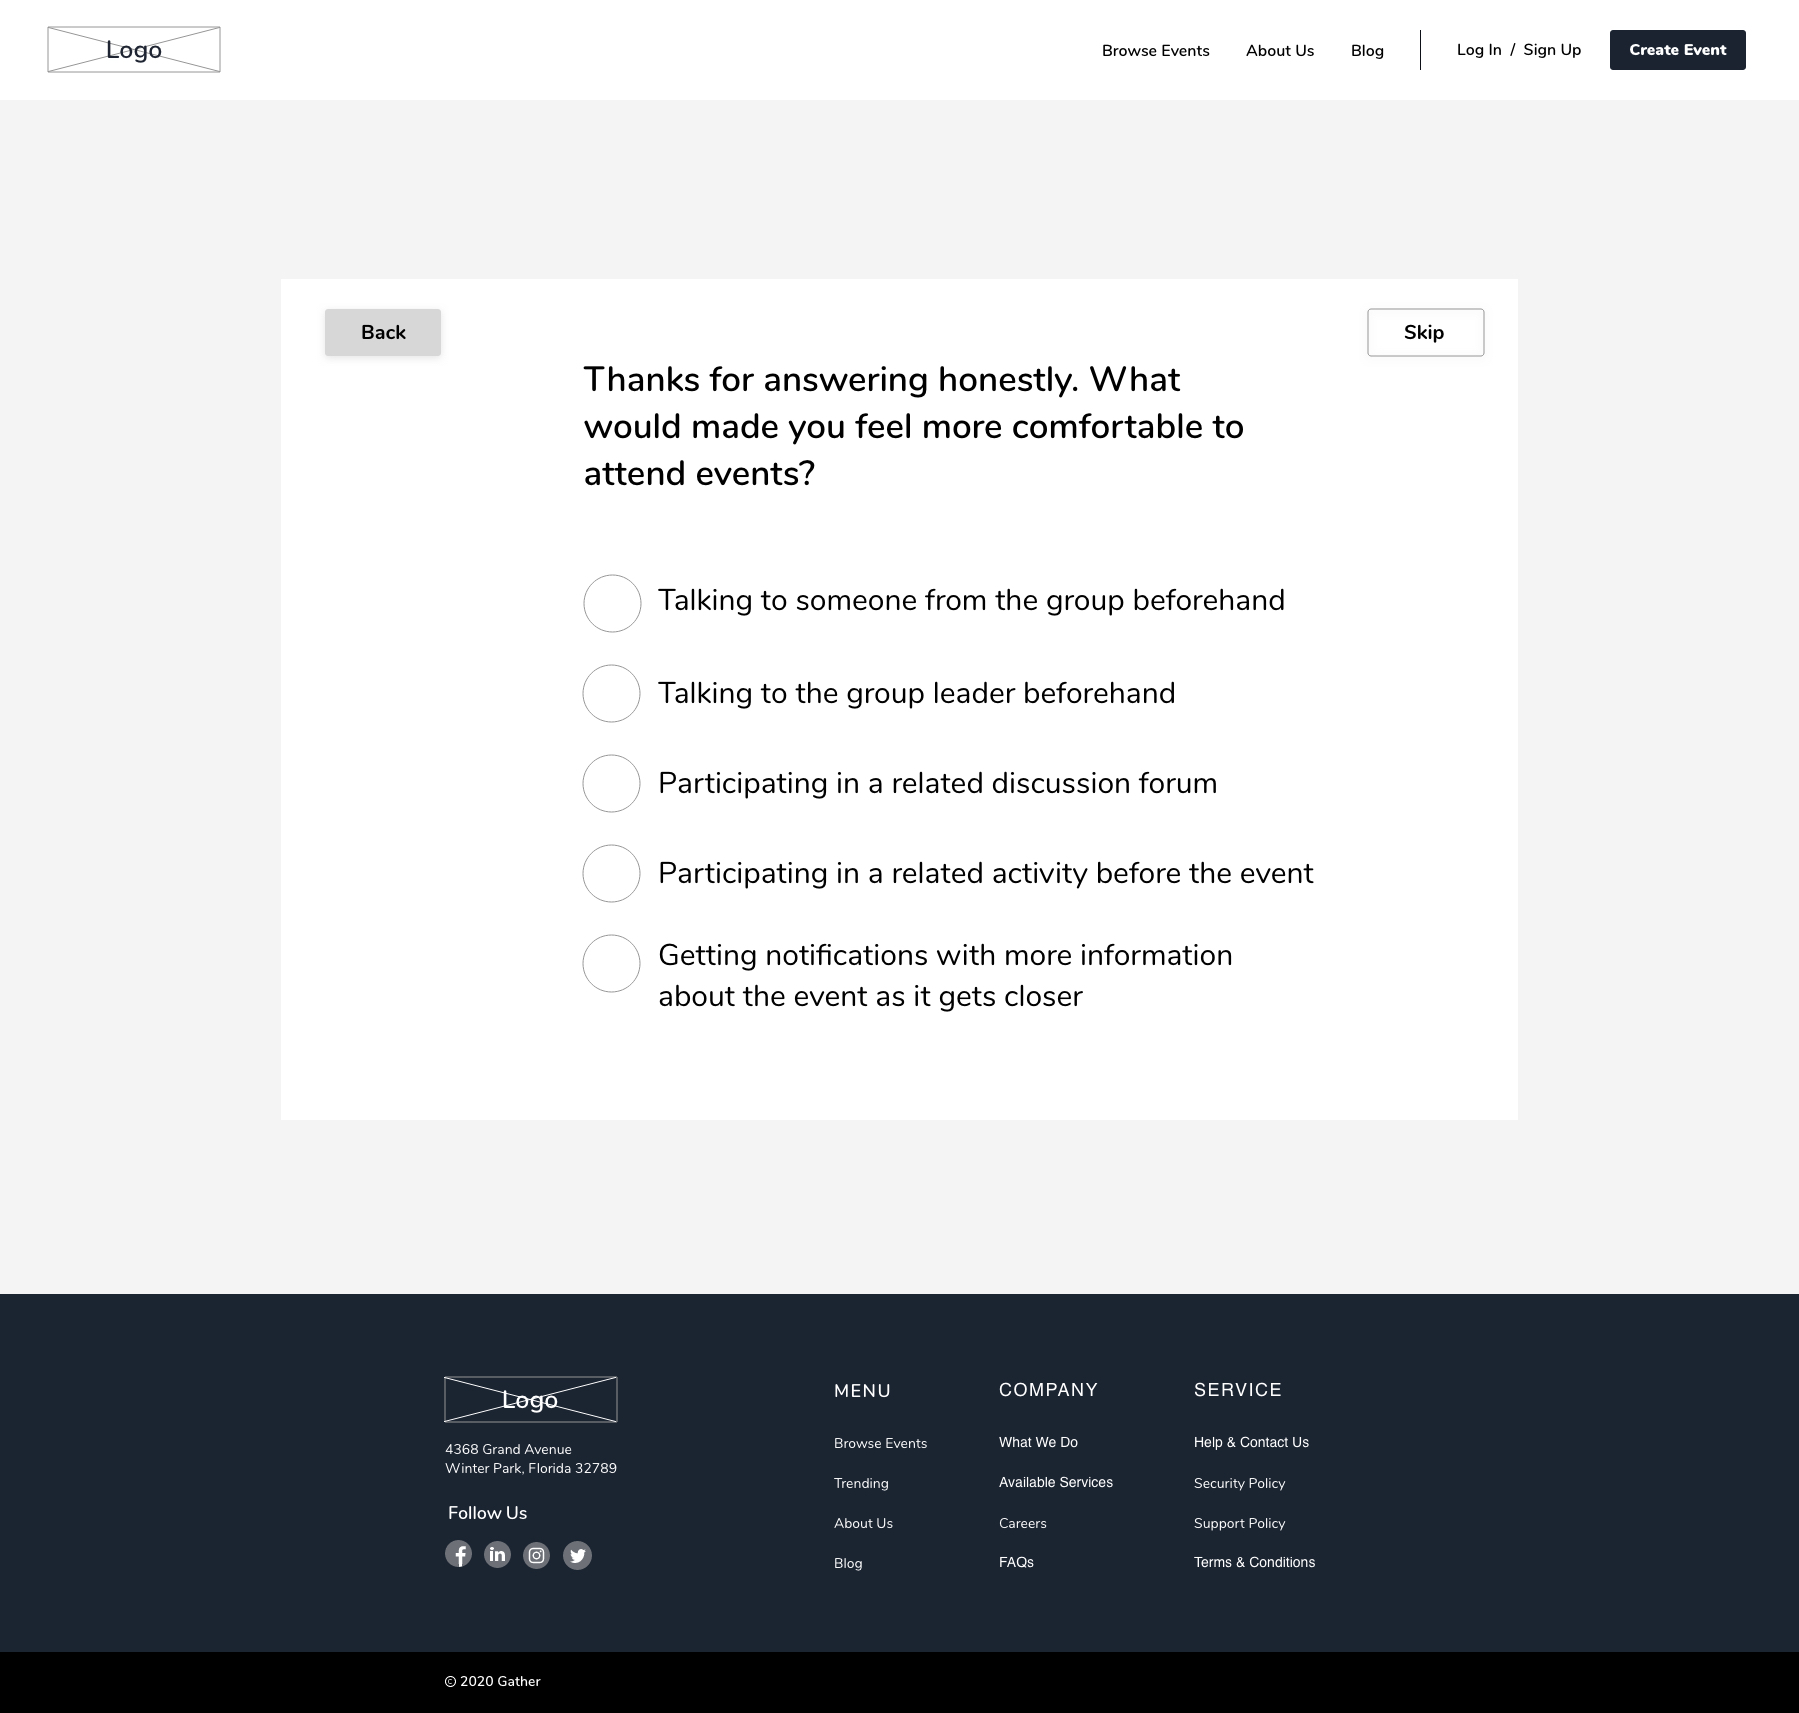 Logo
Browse Events
About Us
Blog
Log In / Sign Up
Create Event
Back
Skip
Thanks for answering honestly. What
would made you feel more comfortable to
attend events?
Talking to someone from the group beforehand
Talking to the group leader beforehand
Participating in a related discussion forum
Participating in a related activity before the event
Getting notifications with more information
about the event as it gets closer
Logo
4368 Grand Avenue
Winter Park, Florida 32789
Follow Us
MENU
Browse Events
Trending
About Us
Blog
COMPANY
What We Do
Available Services
Careers
FAQs
SERVICE
Help & Contact Us
Security Policy
Support Policy
Terms & Conditions
© 2020 Gather